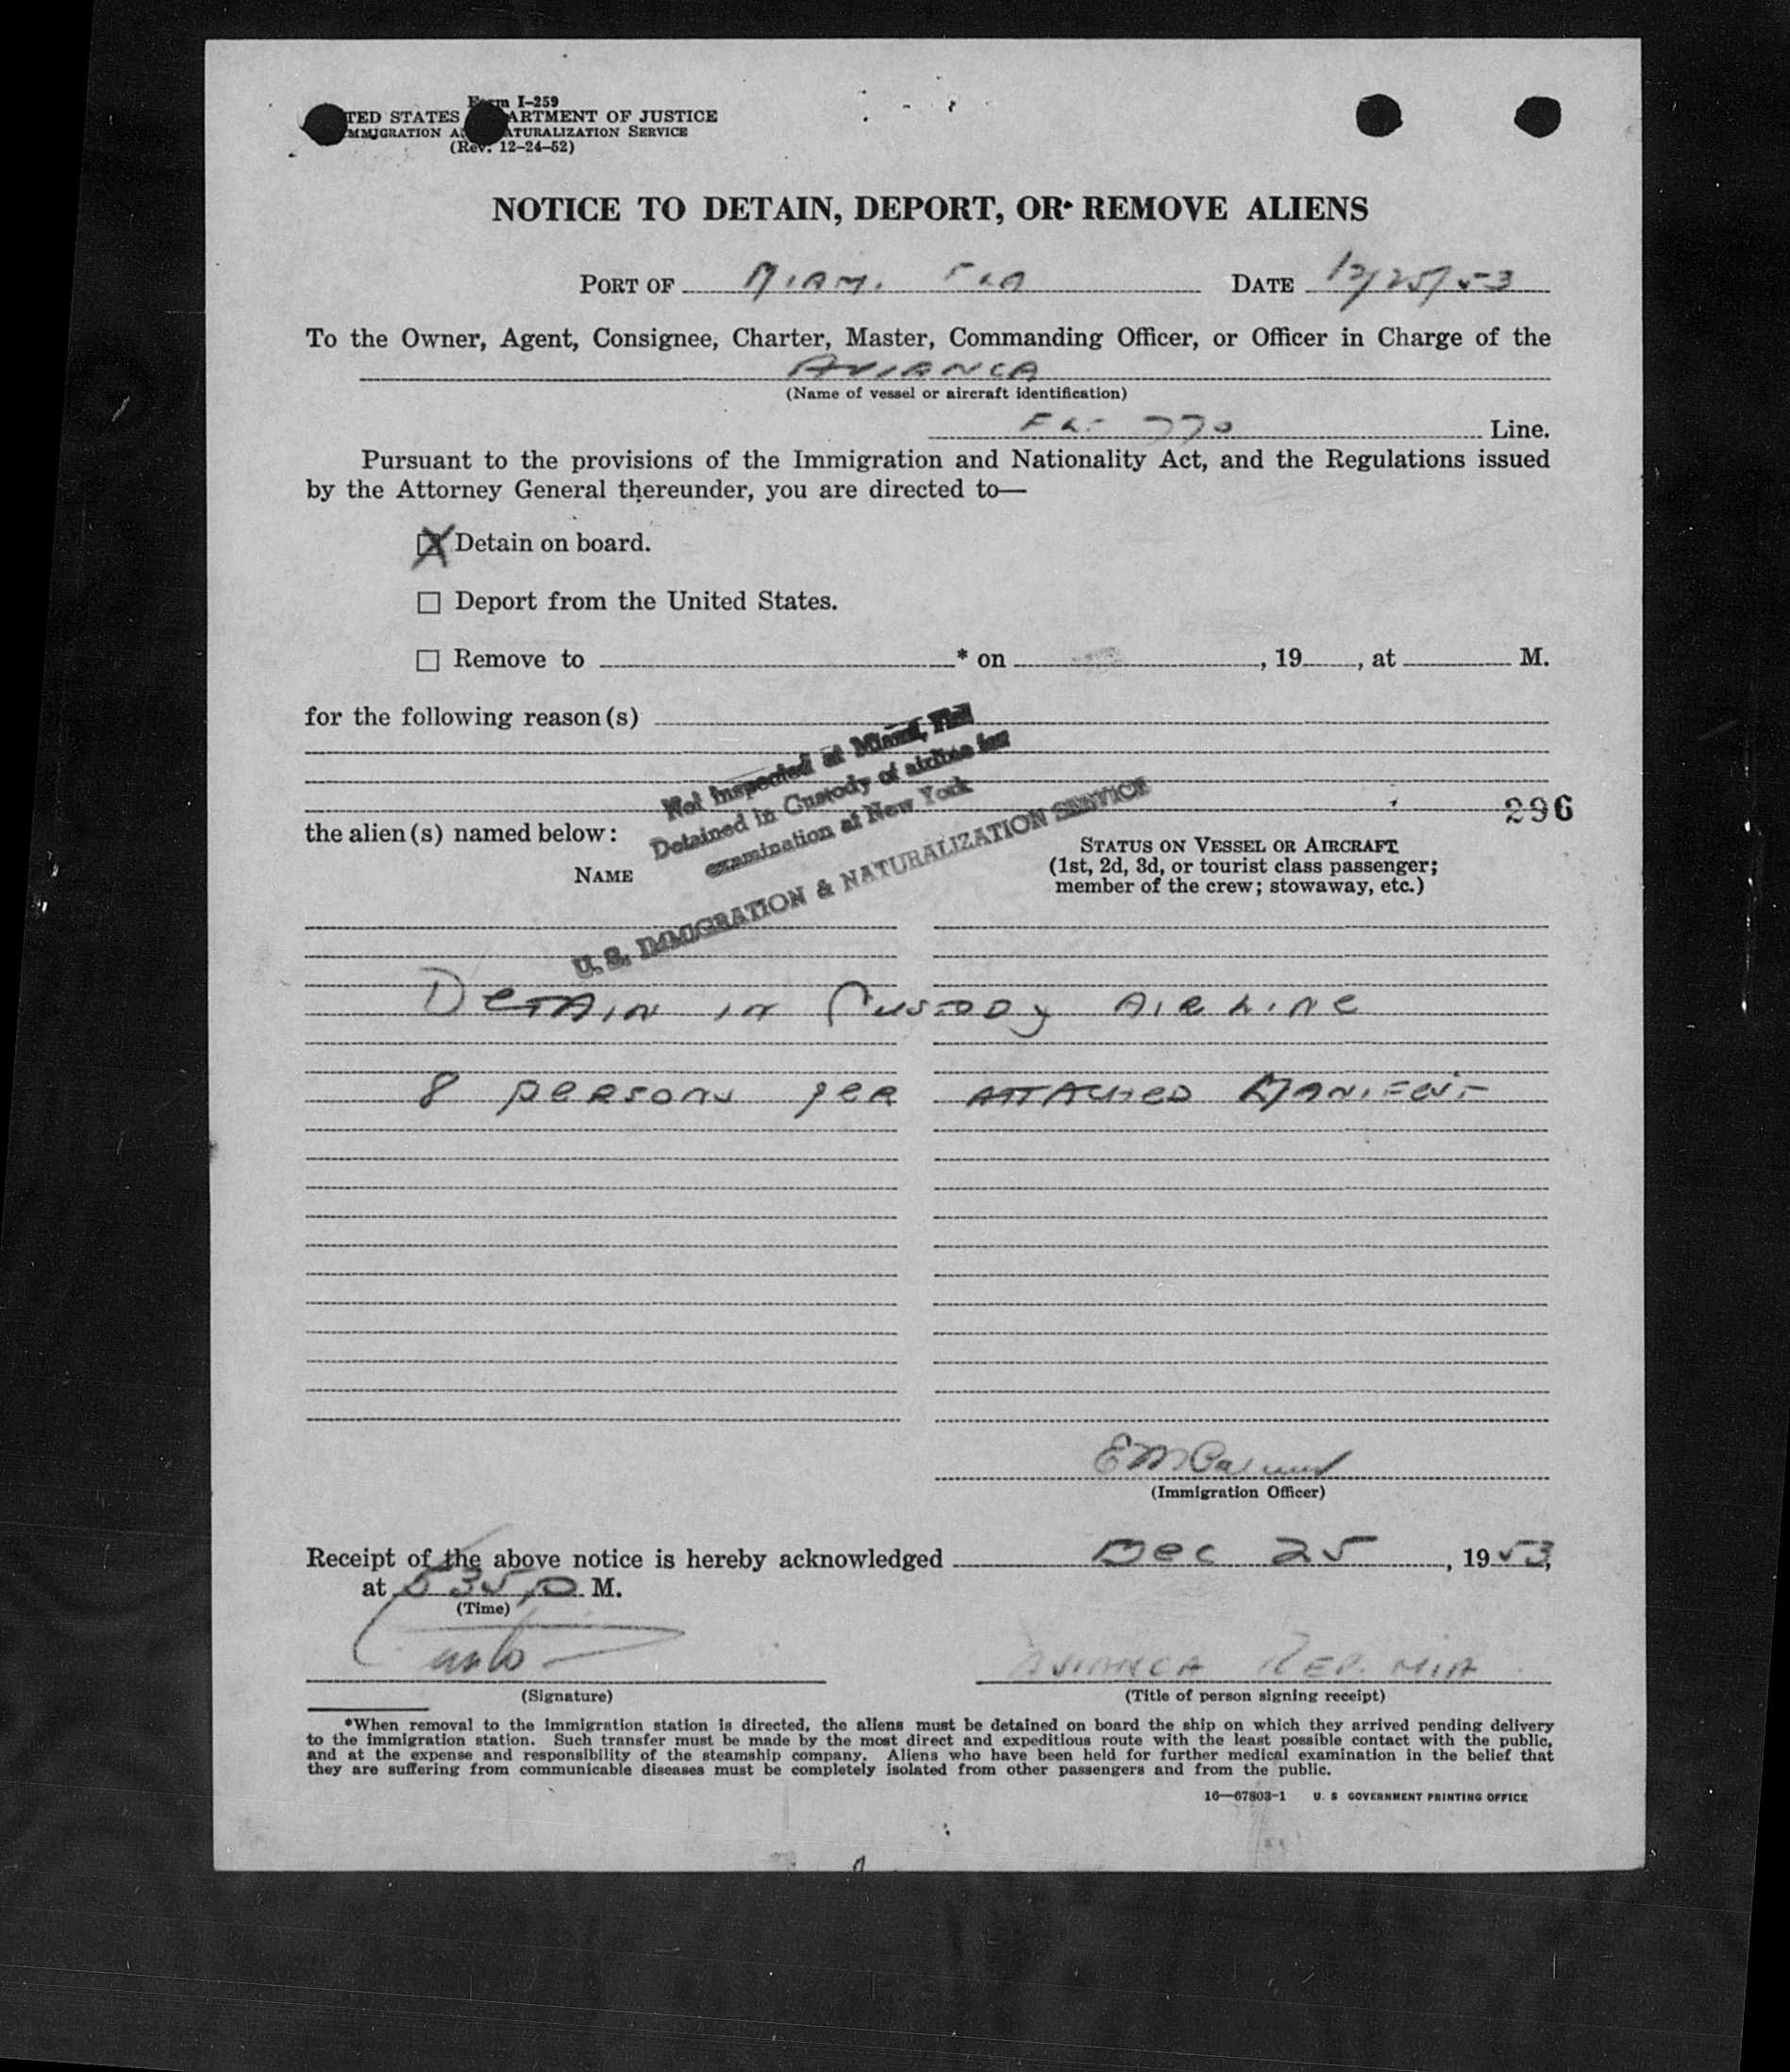 Form I-259
TED STATES ARTMENT OF JUSTICE
MMIGRATION A ATURALIZATION SERVICE
(Rev. 12-24-52)
NOTICE TO DETAIN, DEPORT, OR REMOVE ALIENS
PORT OF MIAMI FLA DATE 12/25/53
To the Owner, Agent, Consignee, Charter, Master, Commanding Officer, or Officer in Charge of the
AVIANCA
(Name of vessel or aircraft identification)
FLT 770 Line.
Pursuant to the provisions of the Immigration and Nationality Act, and the Regulations issued
by the Attorney General thereunder, you are directed to—
X Detain on board.
☐ Deport from the United States.
☐ Remove to * on , 19 , at M.
for the following reason(s)
Not Inspected at Miami, Fla
Detained in Custody of airline for
examination at New York
U. S. IMMIGRATION & NATURALIZATION SERVICE
296
the alien(s) named below:
NAME
STATUS ON VESSEL OR AIRCRAFT
(1st, 2d, 3d, or tourist class passenger;
member of the crew; stowaway, etc.)
DETAIN IN CUSTODY AIRLINE
8 PERSONS PER ATTACHED MANIFEST
(Immigration Officer)
Receipt of the above notice is hereby acknowledged DEC 25, 1953,
at 535 P M.
(Time)
AVIANCA REP. MIA
(Signature)
(Title of person signing receipt)
*When removal to the immigration station is directed, the aliens must be detained on board the ship on which they arrived pending delivery
to the immigration station. Such transfer must be made by the most direct and expeditious route with the least possible contact with the public,
and at the expense and responsibility of the steamship company. Aliens who have been held for further medical examination in the belief that
they are suffering from communicable diseases must be completely isolated from other passengers and from the public.
16—67803-1 U. S GOVERNMENT PRINTING OFFICE